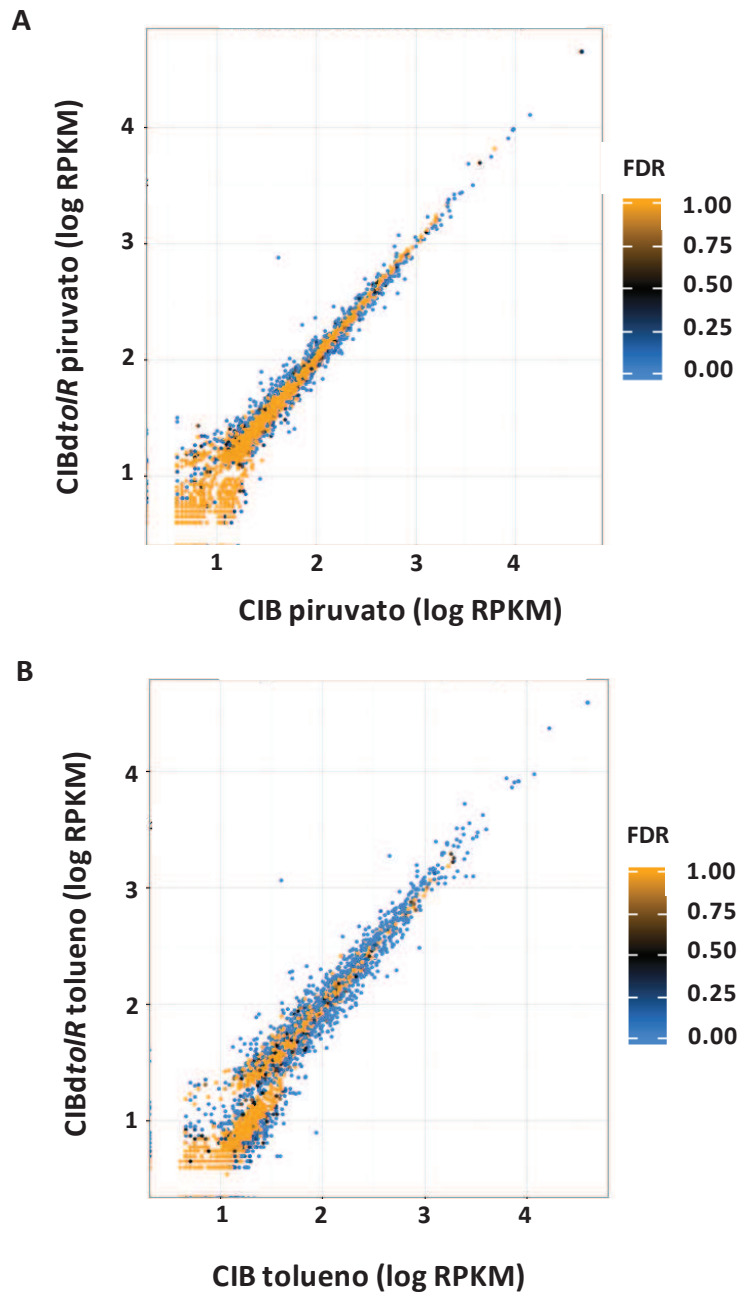 A
CIBdtolR piruvato (log RPKM)
4
3
2
1
1 2 3 4
CIB piruvato (log RPKM)
FDR
1.00
0.75
0.50
0.25
0.00
B
CIBdtolR tolueno (log RPKM)
4
3
2
1
1 2 3 4
CIB tolueno (log RPKM)
FDR
1.00
0.75
0.50
0.25
0.00